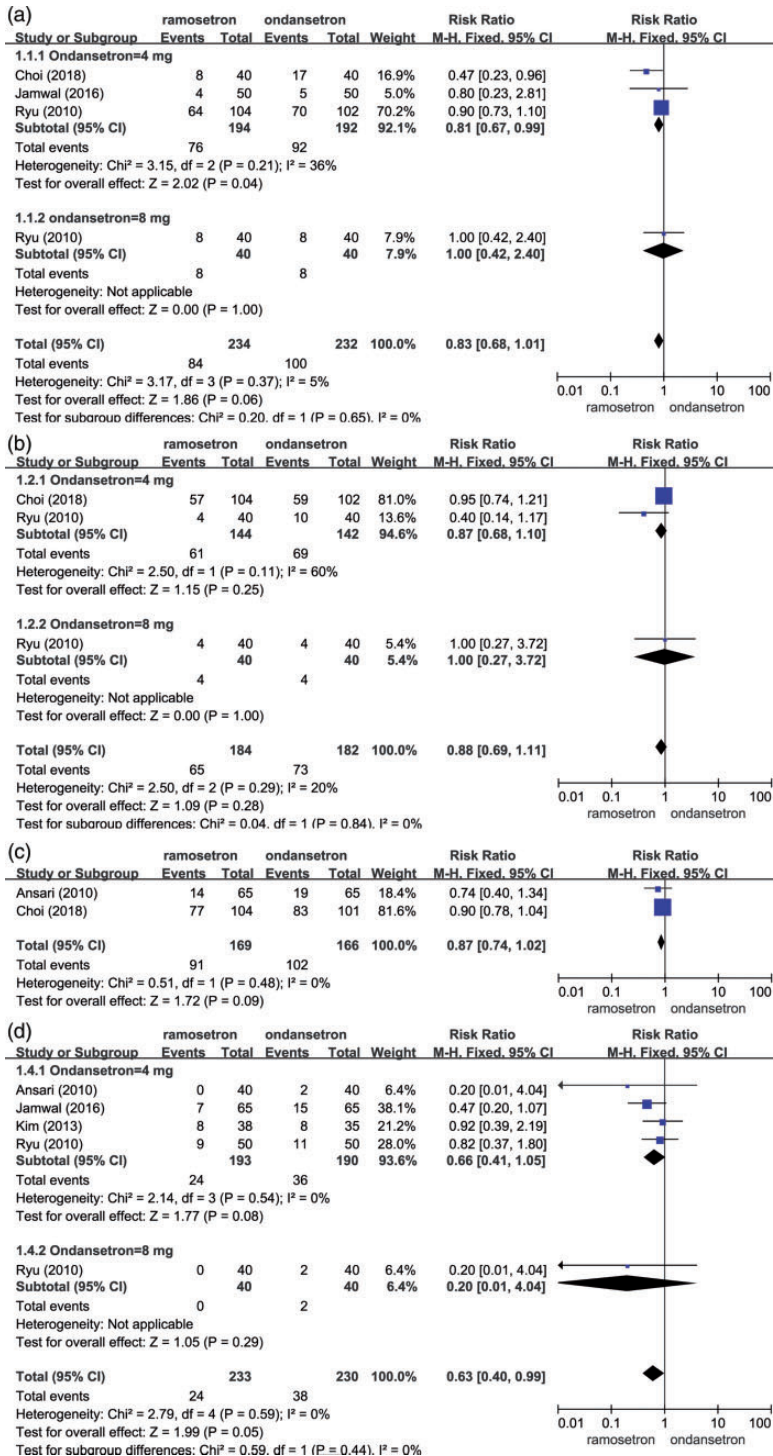 (a)
ramosetron ondansetron Risk Ratio Risk Ratio
Study or Subgroup Events Total Events Total Weight M-H. Fixed. 95% CI M-H. Fixed. 95% CI
1.1.1 Ondansetron=4 mg
Choi (2018) 8 40 17 40 16.9% 0.47 [0.23, 0.96]
Jamwal (2016) 4 50 5 50 5.0% 0.80 [0.23, 2.81]
Ryu (2010) 64 104 70 102 70.2% 0.90 [0.73, 1.10]
Subtotal (95% CI) 194 192 92.1% 0.81 [0.67, 0.99]
Total events 76 92
Heterogeneity: Chi² = 3.15, df = 2 (P = 0.21); I² = 36%
Test for overall effect: Z = 2.02 (P = 0.04)
1.1.2 ondansetron=8 mg
Ryu (2010) 8 40 8 40 7.9% 1.00 [0.42, 2.40]
Subtotal (95% CI) 40 40 7.9% 1.00 [0.42, 2.40]
Total events 8 8
Heterogeneity: Not applicable
Test for overall effect: Z = 0.00 (P = 1.00)
Total (95% CI) 234 232 100.0% 0.83 [0.68, 1.01]
Total events 84 100
Heterogeneity: Chi² = 3.17, df = 3 (P = 0.37); I² = 5%
Test for overall effect: Z = 1.86 (P = 0.06)
Test for subgroup differences: Chi² = 0.20, df = 1 (P = 0.65), I² = 0%
0.01 0.1 1 10 100
ramosetron ondansetron
(b)
ramosetron ondansetron Risk Ratio Risk Ratio
Study or Subgroup Events Total Events Total Weight M-H. Fixed. 95% CI M-H. Fixed. 95% CI
1.2.1 Ondansetron=4 mg
Choi (2018) 57 104 59 102 81.0% 0.95 [0.74, 1.21]
Ryu (2010) 4 40 10 40 13.6% 0.40 [0.14, 1.17]
Subtotal (95% CI) 144 142 94.6% 0.87 [0.68, 1.10]
Total events 61 69
Heterogeneity: Chi² = 2.50, df = 1 (P = 0.11); I² = 60%
Test for overall effect: Z = 1.15 (P = 0.25)
1.2.2 Ondansetron=8 mg
Ryu (2010) 4 40 4 40 5.4% 1.00 [0.27, 3.72]
Subtotal (95% CI) 40 40 5.4% 1.00 [0.27, 3.72]
Total events 4 4
Heterogeneity: Not applicable
Test for overall effect: Z = 0.00 (P = 1.00)
Total (95% CI) 184 182 100.0% 0.88 [0.69, 1.11]
Total events 65 73
Heterogeneity: Chi² = 2.50, df = 2 (P = 0.29); I² = 20%
Test for overall effect: Z = 1.09 (P = 0.28)
Test for subgroup differences: Chi² = 0.04, df = 1 (P = 0.84), I² = 0%
0.01 0.1 1 10 100
ramosetron ondansetron
(c)
ramosetron ondansetron Risk Ratio Risk Ratio
Study or Subgroup Events Total Events Total Weight M-H. Fixed. 95% CI M-H. Fixed. 95% CI
Ansari (2010) 14 65 19 65 18.4% 0.74 [0.40, 1.34]
Choi (2018) 77 104 83 101 81.6% 0.90 [0.78, 1.04]
Total (95% CI) 169 166 100.0% 0.87 [0.74, 1.02]
Total events 91 102
Heterogeneity: Chi² = 0.51, df = 1 (P = 0.48); I² = 0%
Test for overall effect: Z = 1.72 (P = 0.09)
0.01 0.1 1 10 100
ramosetron ondansetron
(d)
ramosetron ondansetron Risk Ratio Risk Ratio
Study or Subgroup Events Total Events Total Weight M-H. Fixed. 95% CI M-H. Fixed. 95% CI
1.4.1 Ondansetron=4 mg
Ansari (2010) 0 40 2 40 6.4% 0.20 [0.01, 4.04]
Jamwal (2016) 7 65 15 65 38.1% 0.47 [0.20, 1.07]
Kim (2013) 8 38 8 35 21.2% 0.92 [0.39, 2.19]
Ryu (2010) 9 50 11 50 28.0% 0.82 [0.37, 1.80]
Subtotal (95% CI) 193 190 93.6% 0.66 [0.41, 1.05]
Total events 24 36
Heterogeneity: Chi² = 2.14, df = 3 (P = 0.54); I² = 0%
Test for overall effect: Z = 1.77 (P = 0.08)
1.4.2 Ondansetron=8 mg
Ryu (2010) 0 40 2 40 6.4% 0.20 [0.01, 4.04]
Subtotal (95% CI) 40 40 6.4% 0.20 [0.01, 4.04]
Total events 0 2
Heterogeneity: Not applicable
Test for overall effect: Z = 1.05 (P = 0.29)
Total (95% CI) 233 230 100.0% 0.63 [0.40, 0.99]
Total events 24 38
Heterogeneity: Chi² = 2.79, df = 4 (P = 0.59); I² = 0%
Test for overall effect: Z = 1.99 (P = 0.05)
Test for subgroup differences: Chi² = 0.59, df = 1 (P = 0.44), I² = 0%
0.01 0.1 1 10 100
ramosetron ondansetron